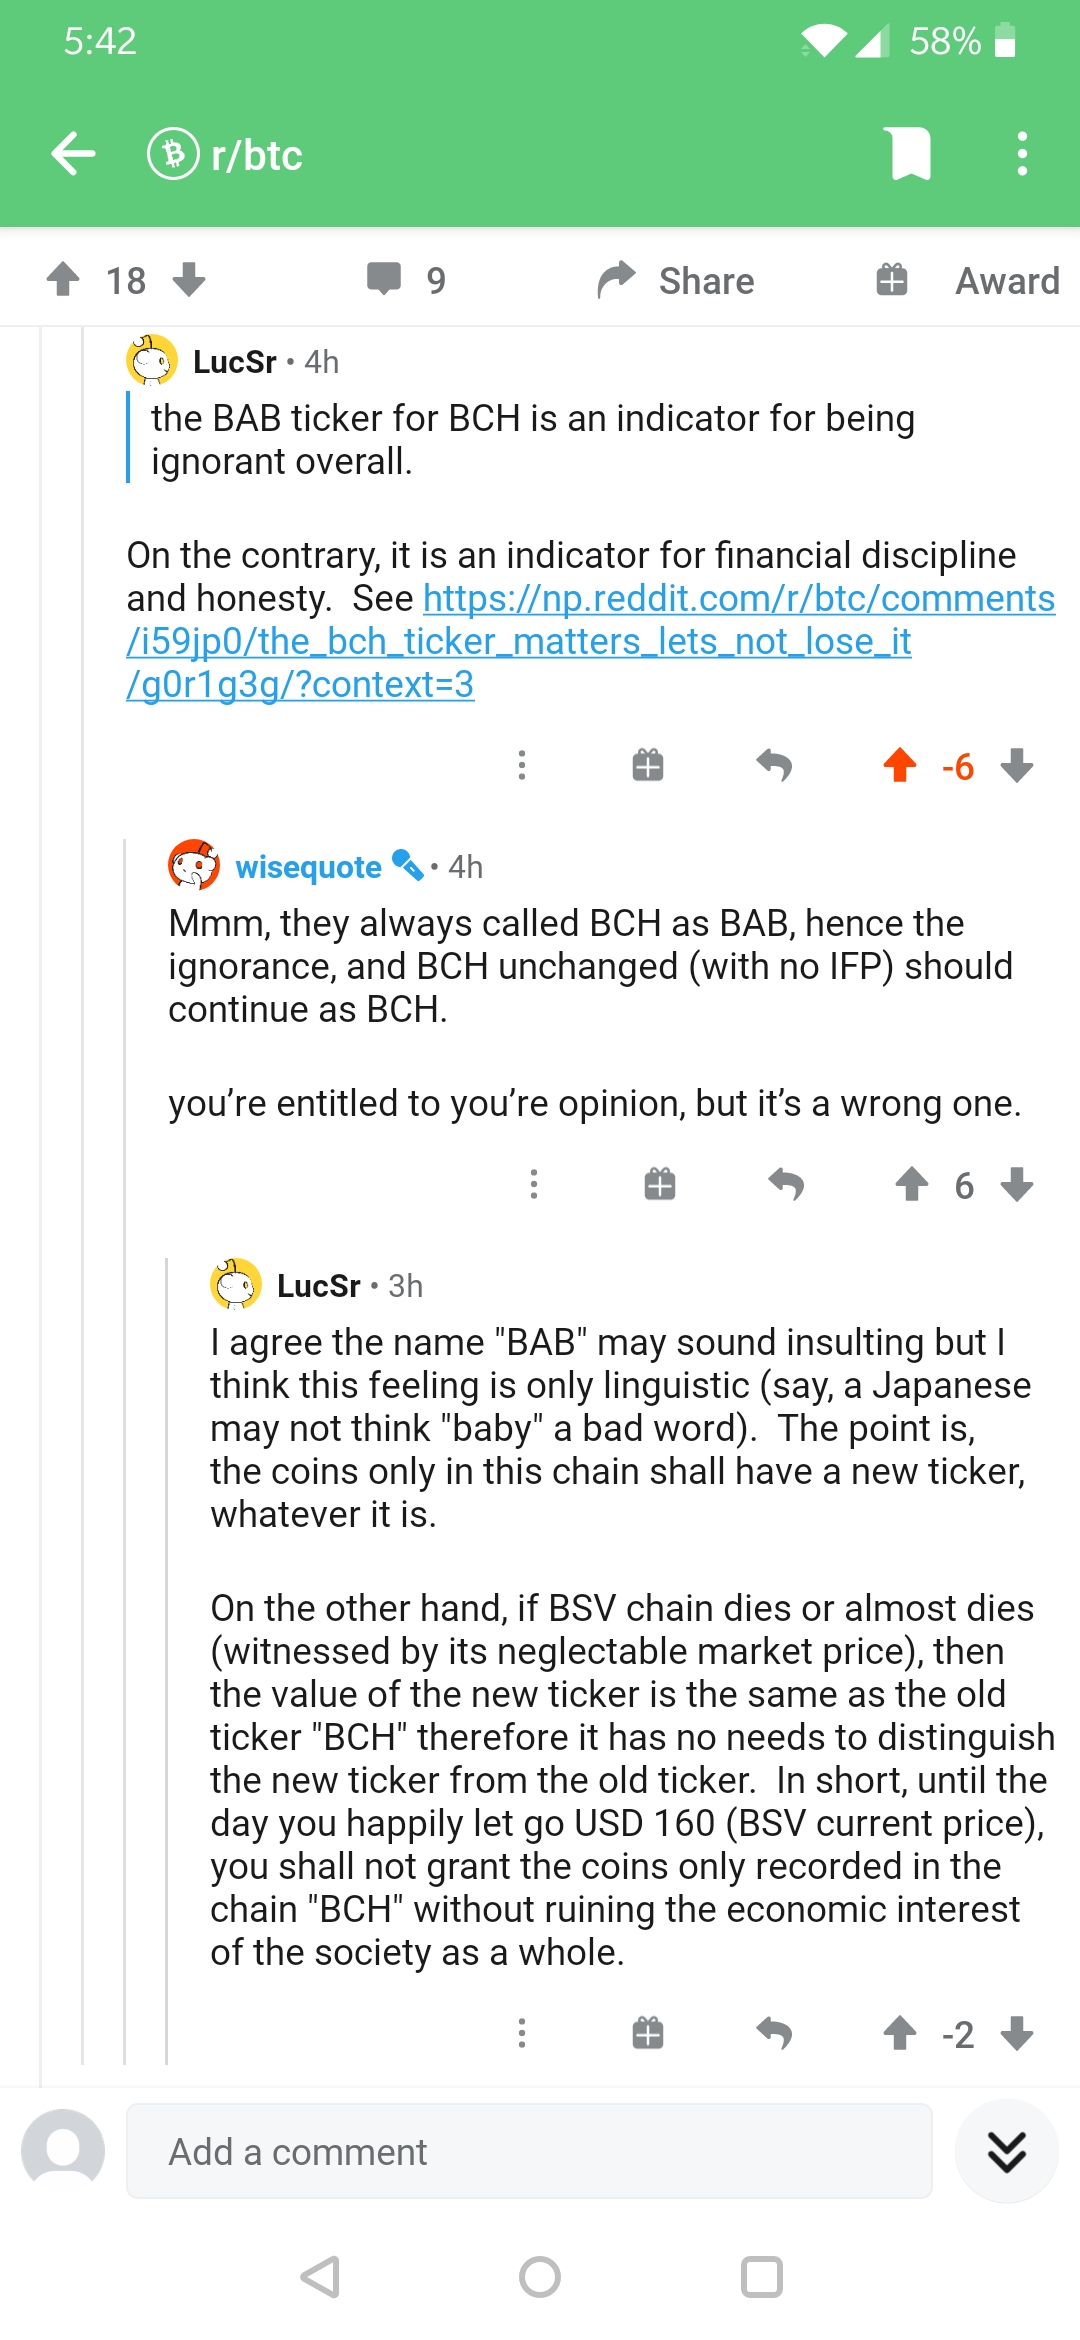 5:42
58%
r/btc
18
9
Share
Award
LucSr • 4h
the BAB ticker for BCH is an indicator for being
ignorant overall.
On the contrary, it is an indicator for financial discipline
and honesty.  See https://np.reddit.com/r/btc/comments
/i59jp0/the_bch_ticker_matters_lets_not_lose_it
/g0r1g3g/?context=3
-6
wisequote • 4h
Mmm, they always called BCH as BAB, hence the
ignorance, and BCH unchanged (with no IFP) should
continue as BCH.
you’re entitled to you’re opinion, but it’s a wrong one.
6
LucSr • 3h
I agree the name "BAB" may sound insulting but I
think this feeling is only linguistic (say, a Japanese
may not think "baby" a bad word).  The point is,
the coins only in this chain shall have a new ticker,
whatever it is.
On the other hand, if BSV chain dies or almost dies
(witnessed by its neglectable market price), then
the value of the new ticker is the same as the old
ticker "BCH" therefore it has no needs to distinguish
the new ticker from the old ticker.  In short, until the
day you happily let go USD 160 (BSV current price),
you shall not grant the coins only recorded in the
chain "BCH" without ruining the economic interest
of the society as a whole.
-2
Add a comment